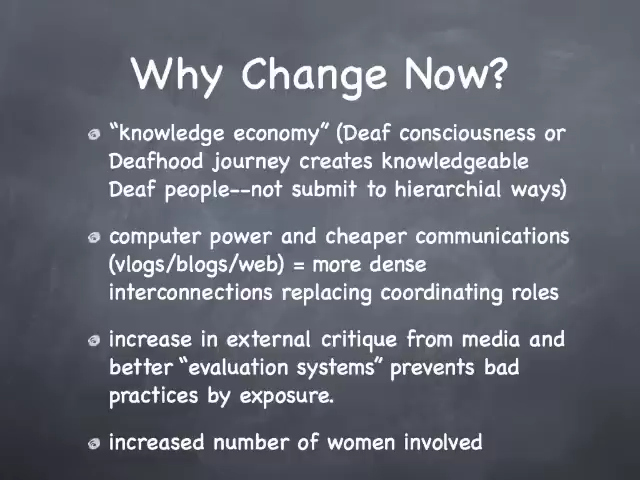 Why Change Now?
“knowledge economy” (Deaf consciousness or
Deafhood journey creates knowledgeable
Deaf people--not submit to hierarchial ways)
computer power and cheaper communications
(vlogs/blogs/web) = more dense
interconnections replacing coordinating roles
increase in external critique from media and
better “evaluation systems” prevents bad
practices by exposure.
increased number of women involved